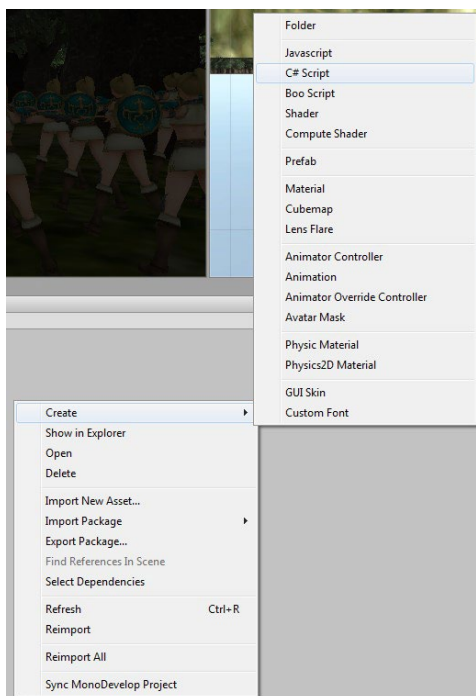 Folder
Javascript
C# Script
Boo Script
Shader
Compute Shader
Prefab
Material
Cubemap
Lens Flare
Animator Controller
Animation
Animator Override Controller
Avatar Mask
Physic Material
Physics2D Material
GUI Skin
Custom Font
Create
Show in Explorer
Open
Delete
Import New Asset...
Import Package
Export Package...
Find References In Scene
Select Dependencies
Refresh Ctrl+R
Reimport
Reimport All
Sync MonoDevelop Project